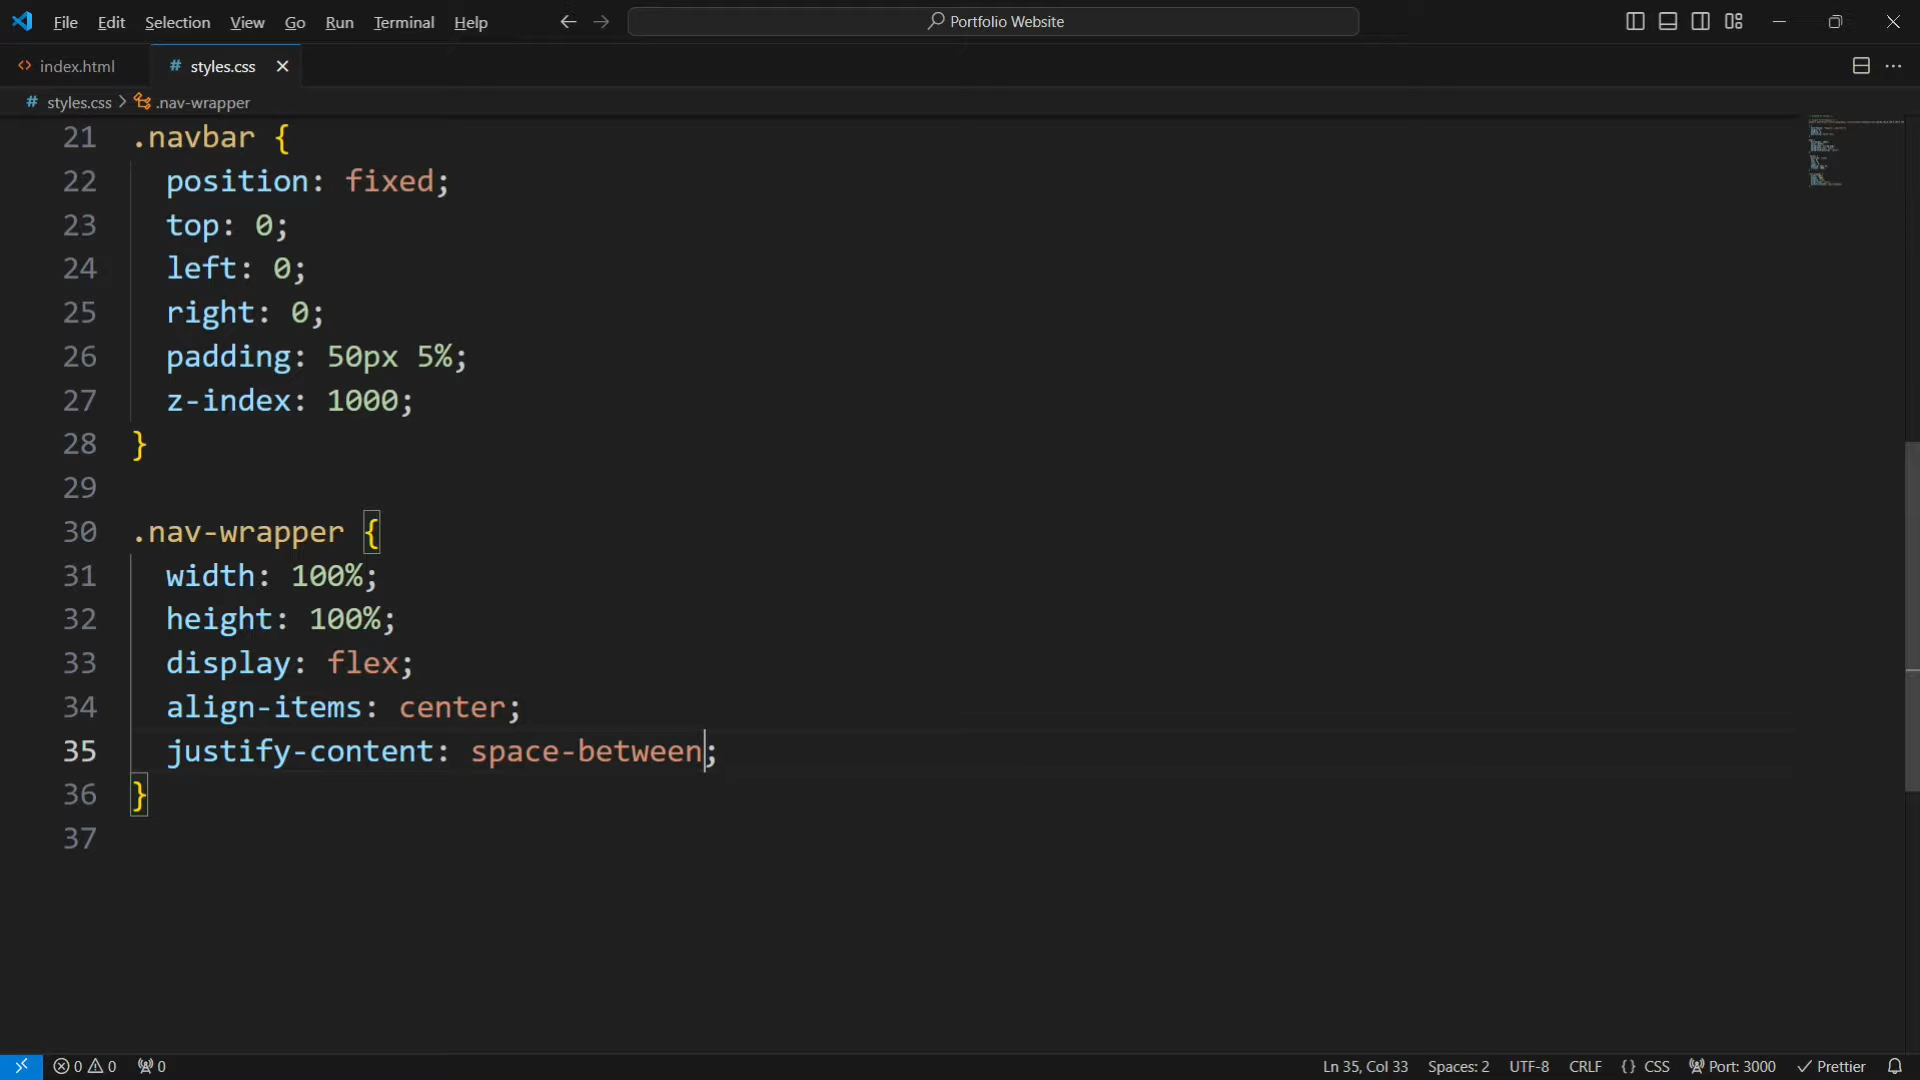 File Edit Selection View Go Run Terminal Help Portfolio Website
index.html # styles.css
# styles.css .nav-wrapper
21 .navbar {
22 position: fixed;
23 top: 0;
24 left: 0;
25 right: 0;
26 padding: 50px 5%;
27 z-index: 1000;
28 }
29
30 .nav-wrapper {
31 width: 100%;
32 height: 100%;
33 display: flex;
34 align-items: center;
35 justify-content: space-between;
36 }
37
0 0 0 Ln 35, Col 33 Spaces: 2 UTF-8 CRLF {} CSS Port: 3000 Prettier